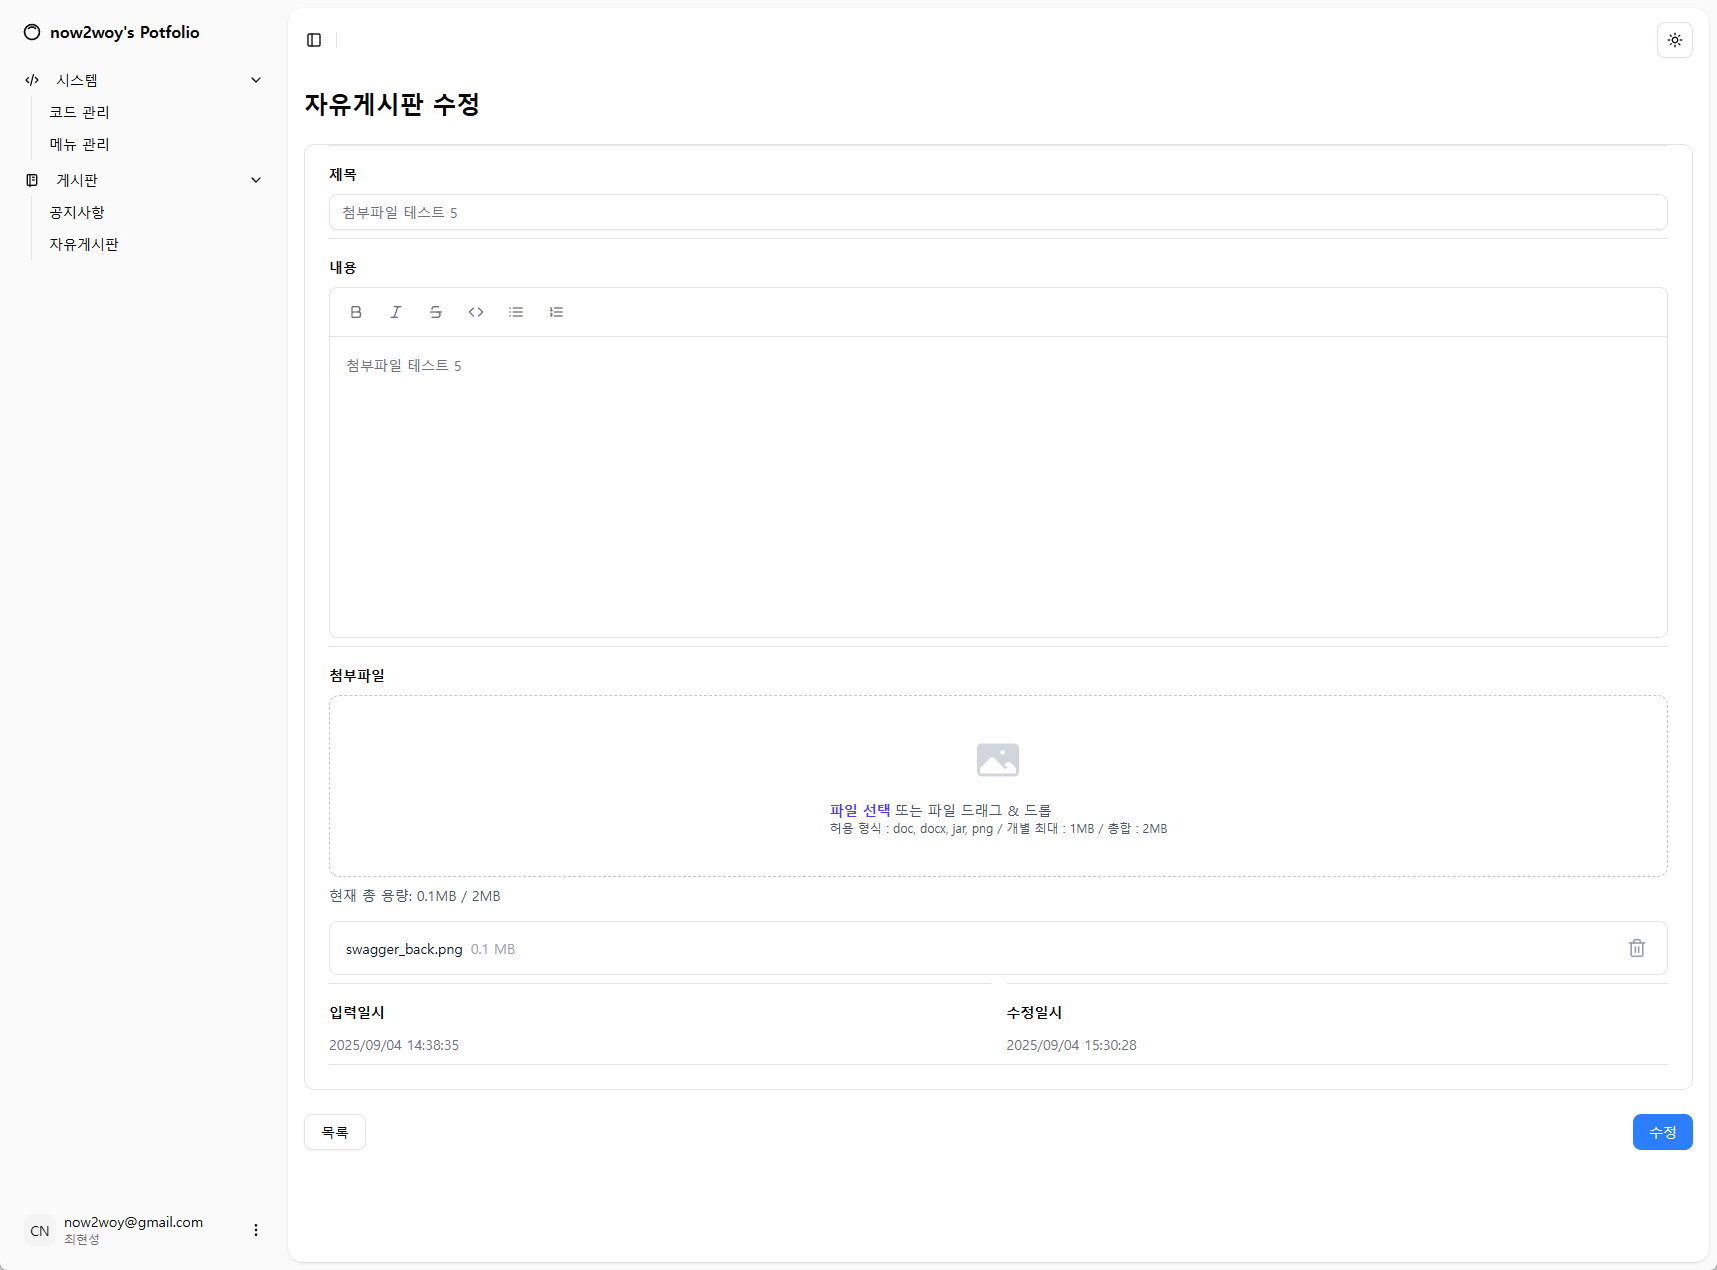 now2woy's Potfolio
시스템
코드 관리
메뉴 관리
게시판
공지사항
자유게시판
now2woy@gmail.com
CN
최현성
자유게시판 수정
제목
첨부파일 테스트 5
내용
첨부파일 테스트 5
첨부파일
파일 선택 또는 파일 드래그 & 드롭
허용 형식 : doc, docx, jar, png / 개별 최대 : 1MB / 총합 : 2MB
현재 총 용량: 0.1MB / 2MB
swagger_back.png 0.1 MB
입력일시
2025/09/04 14:38:35
수정일시
2025/09/04 15:30:28
목록
수정